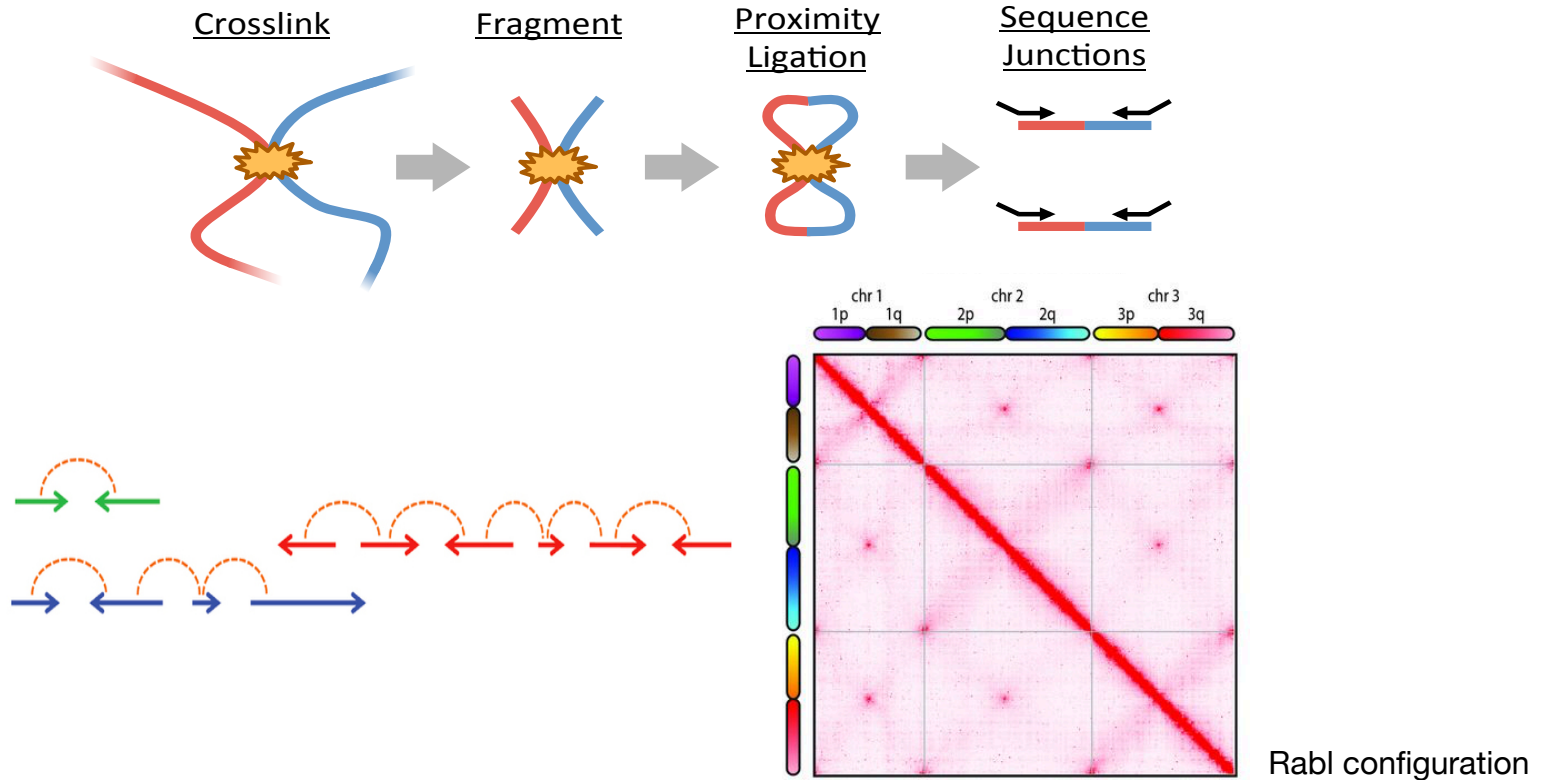 Crosslink
Fragment
Proximity
Ligation
Sequence
Junctions
chr 1
chr 2
chr 3
1p
1q
2p
2q
3p
3q
Rabl configuration